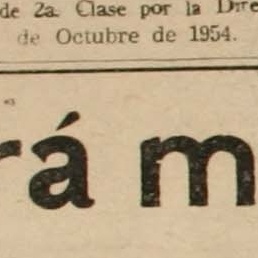 de 2a. Clase por la Dire
de Octubre de 1954.
rá m